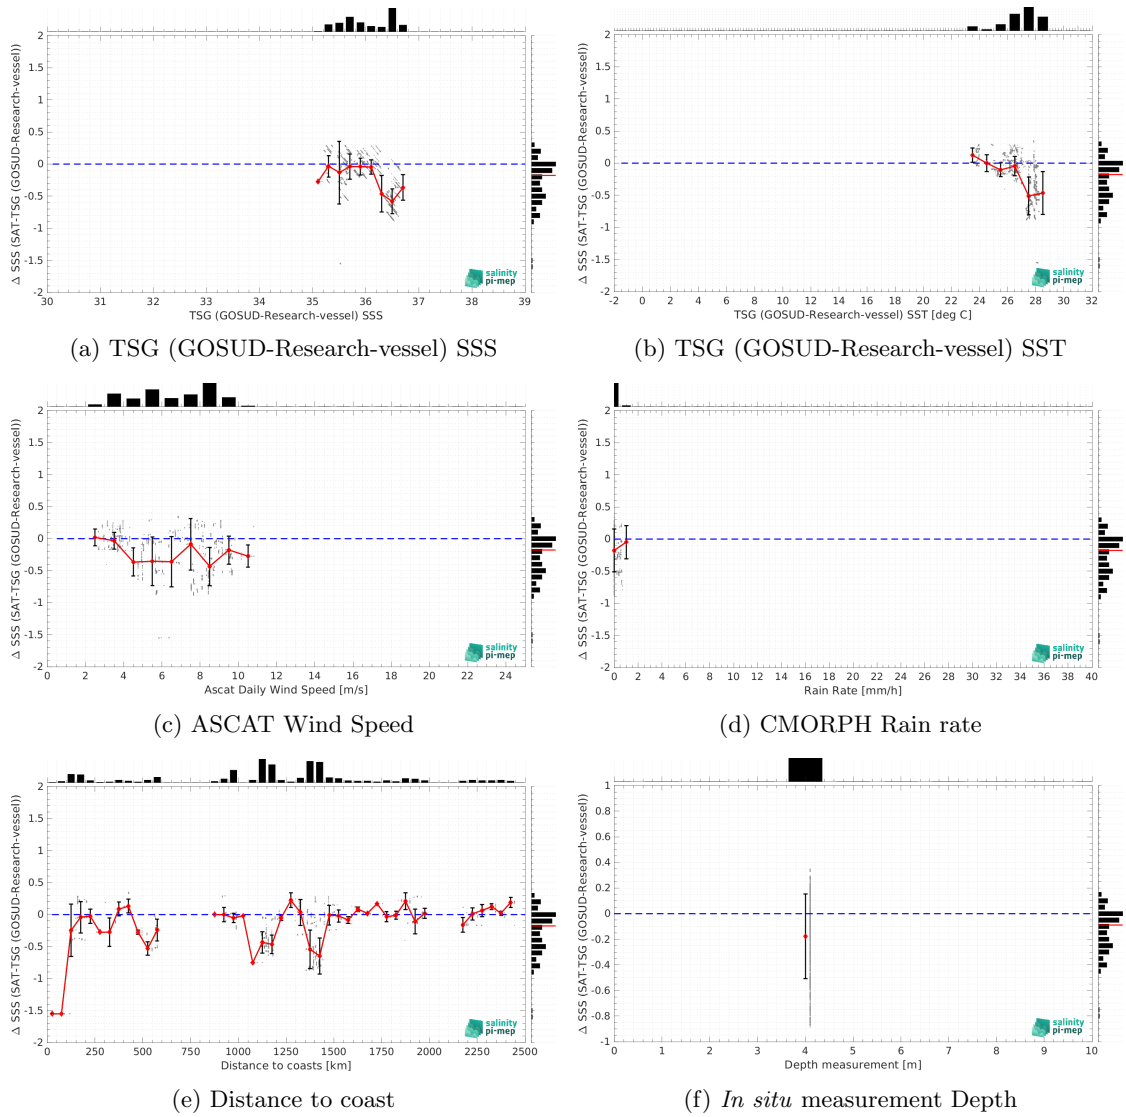 2
1.5
1
0.5
0
-0.5
-1
-1.5
-2
Δ SSS (SAT-TSG (GOSUD-Research-vessel))
30 31 32 33 34 35 36 37 38 39
TSG (GOSUD-Research-vessel) SSS
salinity
pi-mep
(a) TSG (GOSUD-Research-vessel) SSS
2
1.5
1
0.5
0
-0.5
-1
-1.5
-2
Δ SSS (SAT-TSG (GOSUD-Research-vessel))
-2 0 2 4 6 8 10 12 14 16 18 20 22 24 26 28 30 32
TSG (GOSUD-Research-vessel) SST [deg C]
salinity
pi-mep
(b) TSG (GOSUD-Research-vessel) SST
2
1.5
1
0.5
0
-0.5
-1
-1.5
-2
Δ SSS (SAT-TSG (GOSUD-Research-vessel))
0 2 4 6 8 10 12 14 16 18 20 22 24
Ascat Daily Wind Speed [m/s]
salinity
pi-mep
(c) ASCAT Wind Speed
2
1.5
1
0.5
0
-0.5
-1
-1.5
-2
Δ SSS (SAT-TSG (GOSUD-Research-vessel))
0 2 4 6 8 10 12 14 16 18 20 22 24 26 28 30 32 34 36 38 40
Rain Rate [mm/h]
salinity
pi-mep
(d) CMORPH Rain rate
2
1.5
1
0.5
0
-0.5
-1
-1.5
-2
Δ SSS (SAT-TSG (GOSUD-Research-vessel))
0 250 500 750 1000 1250 1500 1750 2000 2250 2500
Distance to coasts [km]
salinity
pi-mep
(e) Distance to coast
1
0.8
0.6
0.4
0.2
0
-0.2
-0.4
-0.6
-0.8
-1
Δ SSS (SAT-TSG (GOSUD-Research-vessel))
0 1 2 3 4 5 6 7 8 9 10
Depth measurement [m]
salinity
pi-mep
(f) In situ measurement Depth